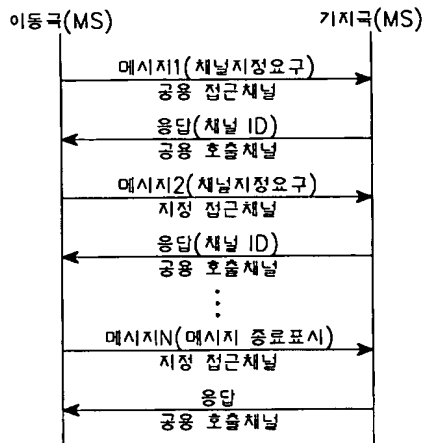 이동국(MS)
기지국(MS)
메시지1(채널지정요구)
공용 접근채널
응답(채널 ID)
공용 호출채널
메시지2(채널지정요구)
지정 접근채널
응답(채널 ID)
공용 호출채널
메시지N(메시지 종료표시)
지정 접근채널
응답
공용 호출채널